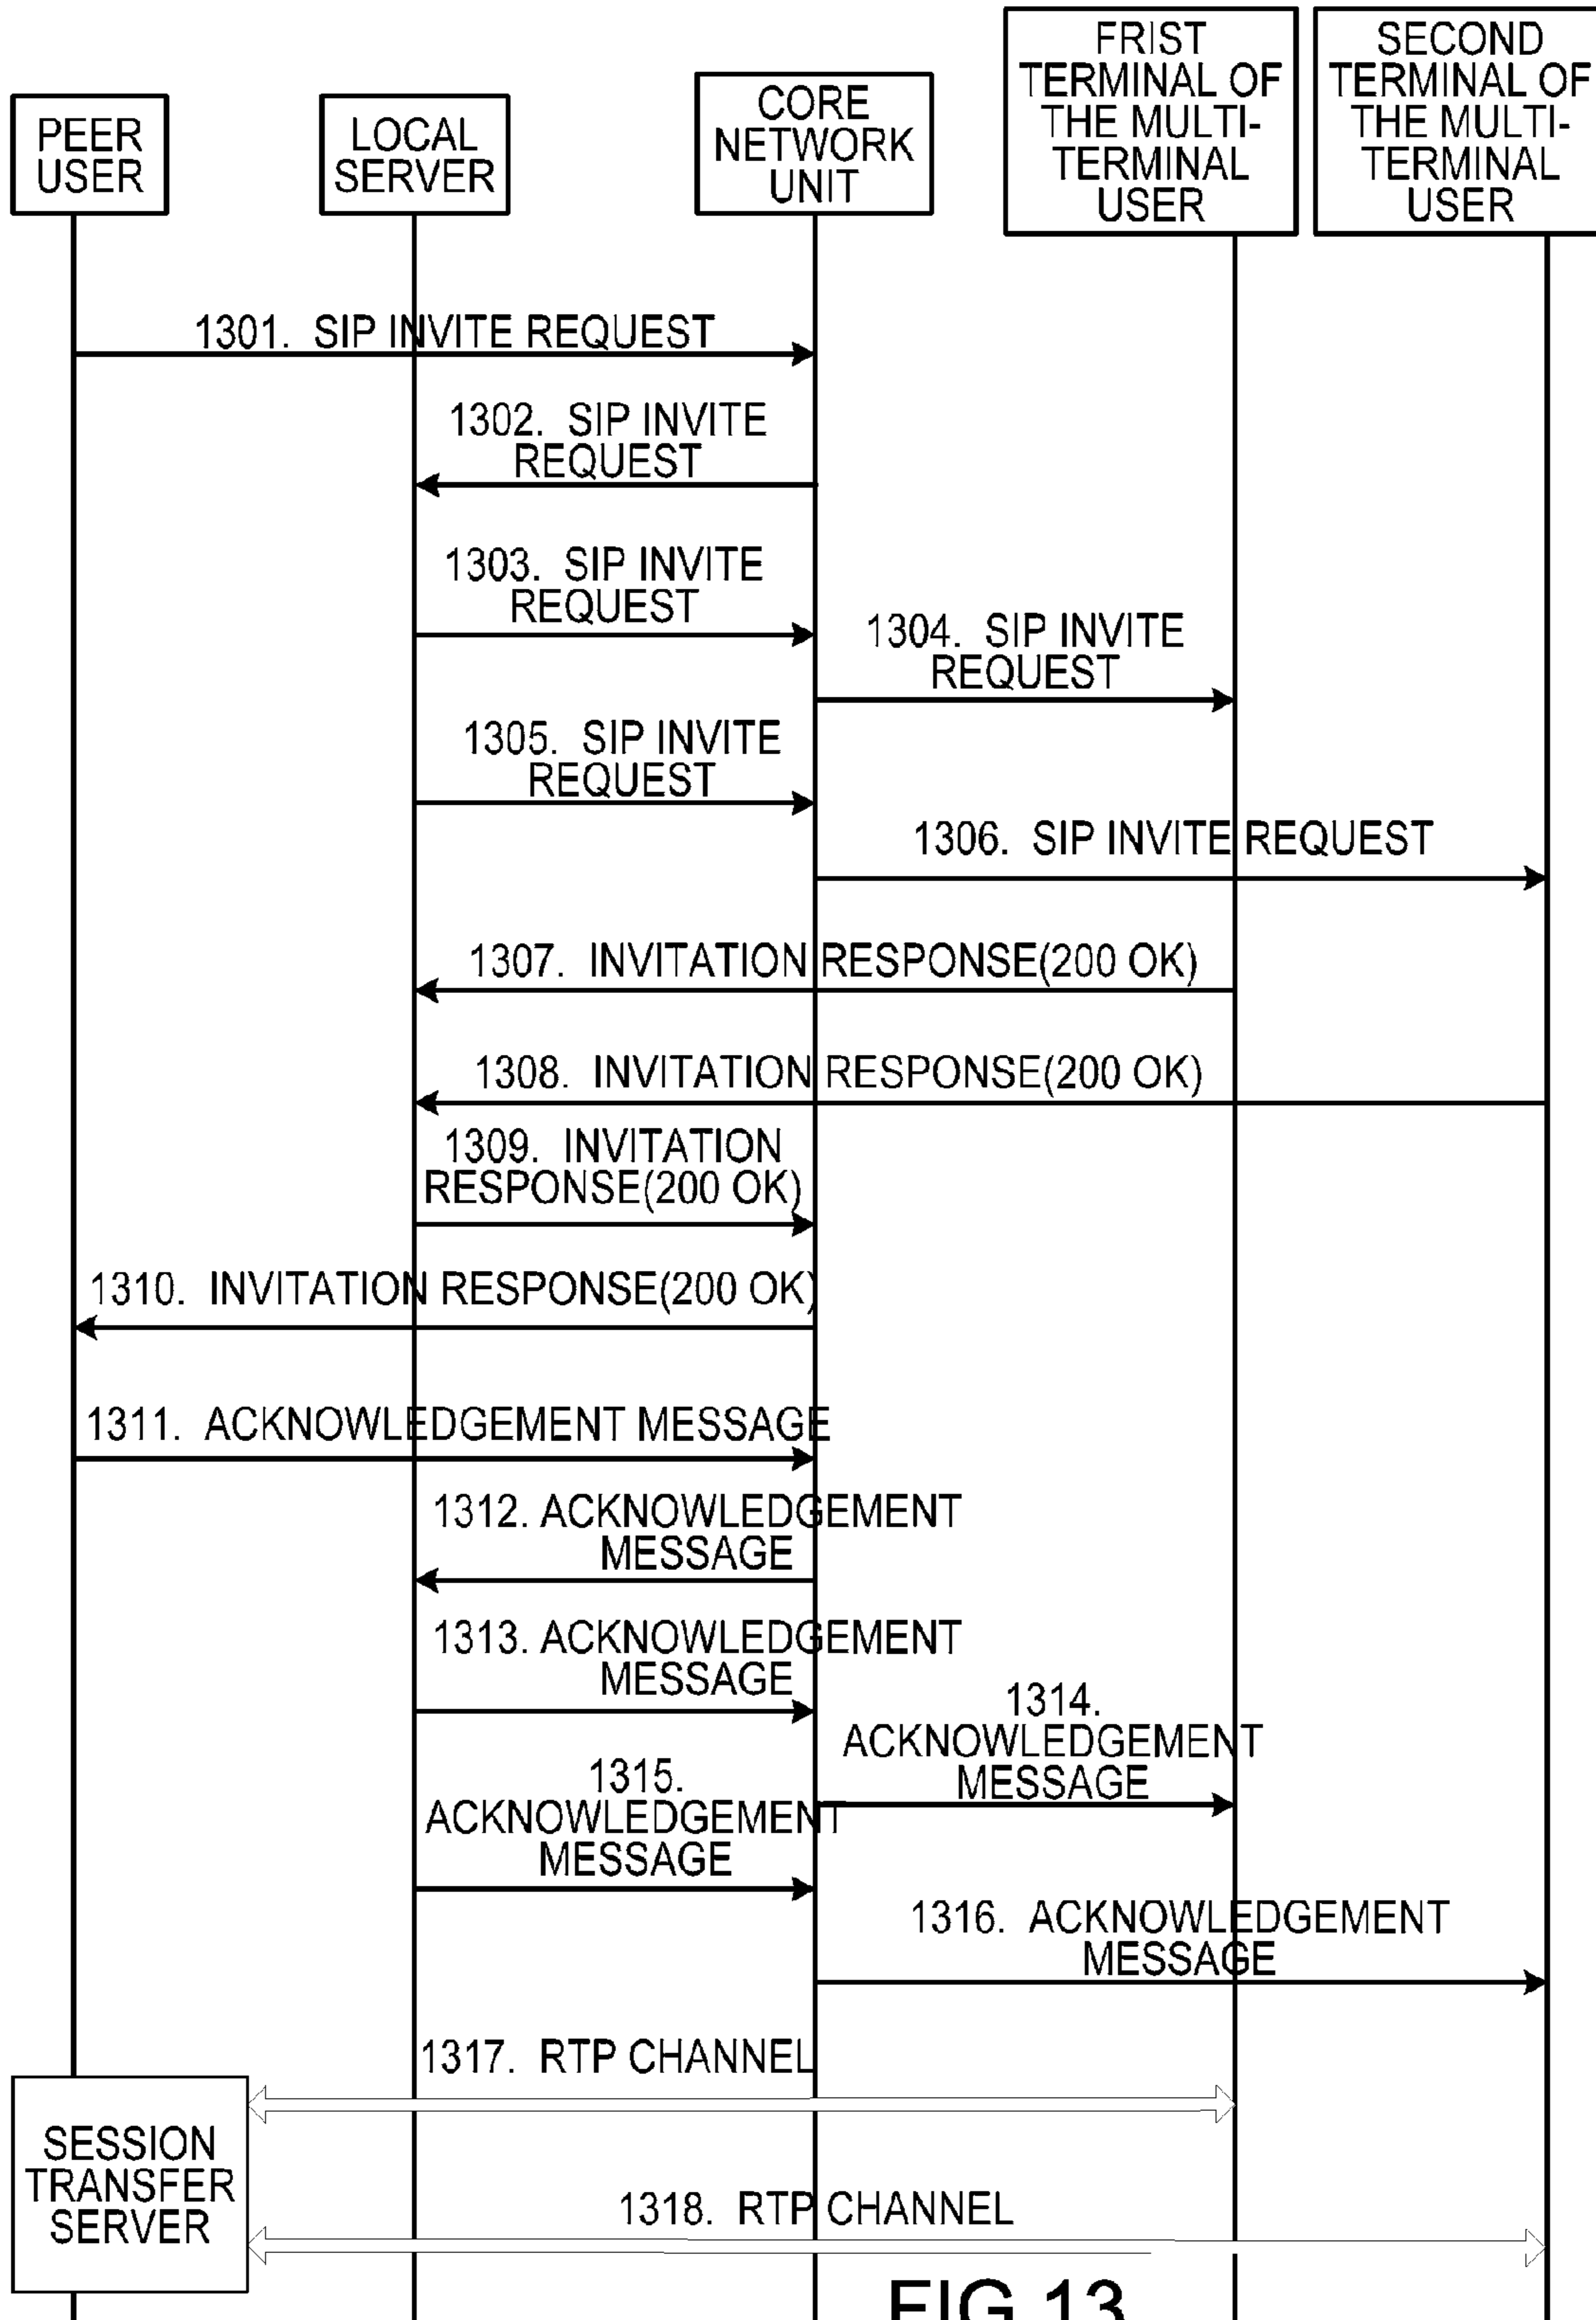 PEER
USER
LOCAL
SERVER
CORE
NETWORK
UNIT
FRIST
TERMINAL OF
THE MULTI-
TERMINAL
USER
SECOND
TERMINAL OF
THE MULTI-
TERMINAL
USER
1301. SIP INVITE REQUEST
1302. SIP INVITE
REQUEST
1303. SIP INVITE
REQUEST
1304. SIP INVITE
REQUEST
1305. SIP INVITE
REQUEST
1306. SIP INVITE REQUEST
1307. INVITATION RESPONSE(200 OK)
1308. INVITATION RESPONSE(200 OK)
1309. INVITATION
RESPONSE(200 OK)
1310. INVITATION RESPONSE(200 OK)
1311. ACKNOWLEDGEMENT MESSAGE
1312. ACKNOWLEDGEMENT
MESSAGE
1313. ACKNOWLEDGEMENT
MESSAGE
1314.
ACKNOWLEDGEMENT
MESSAGE
1315.
ACKNOWLEDGEMENT
MESSAGE
1316. ACKNOWLEDGEMENT
MESSAGE
1317. RTP CHANNEL
SESSION
TRANSFER
SERVER
1318. RTP CHANNEL
FIG.13